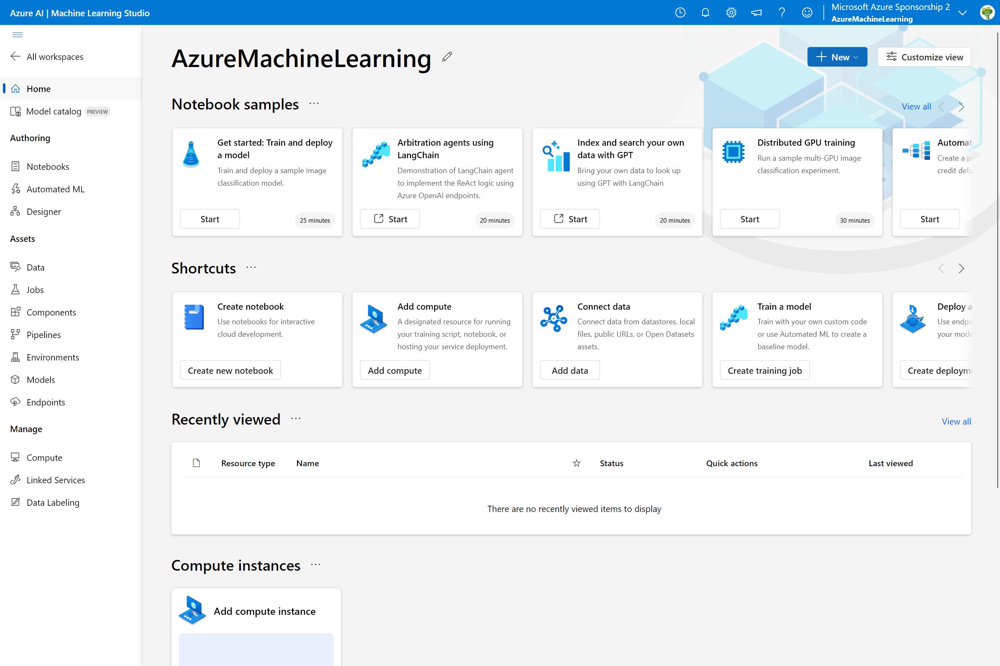 Azure AI | Machine Learning Studio
Microsoft Azure Sponsorship 2
AzureMachineLearning
All workspaces
Home
Model catalog PREVIEW
Authoring
Notebooks
Automated ML
Designer
Assets
Data
Jobs
Components
Pipelines
Environments
Models
Endpoints
Manage
Compute
Linked Services
Data Labeling
AzureMachineLearning
New
Customize view
Notebook samples ...
View all
Get started: Train and deploy
a model
Train and deploy a sample image
classification model.
Start
25 minutes
Arbitration agents using
LangChain
Demonstration of LangChain agent
to implement the ReAct logic using
Azure OpenAI endpoints.
Start
20 minutes
Index and search your own
data with GPT
Bring your own data to look up
using GPT with LangChain
Start
20 minutes
Distributed GPU training
Run a sample multi-GPU image
classification experiment.
Start
30 minutes
Automat
Create a pr
credit defa
Start
Shortcuts ...
Create notebook
Use notebooks for interactive
cloud development.
Create new notebook
Add compute
A designated resource for running
your training script, notebook, or
hosting your service deployment.
Add compute
Connect data
Connect data from datastores, local
files, public URLs, or Open Datasets
assets.
Add data
Train a model
Train with your own custom code
or use Automated ML to create a
baseline model.
Create training job
Deploy a
Use endpo
your mode
Create deployme
Recently viewed ...
View all
Resource type Name Status Quick actions Last viewed
There are no recently viewed items to display
Compute instances ...
Add compute instance